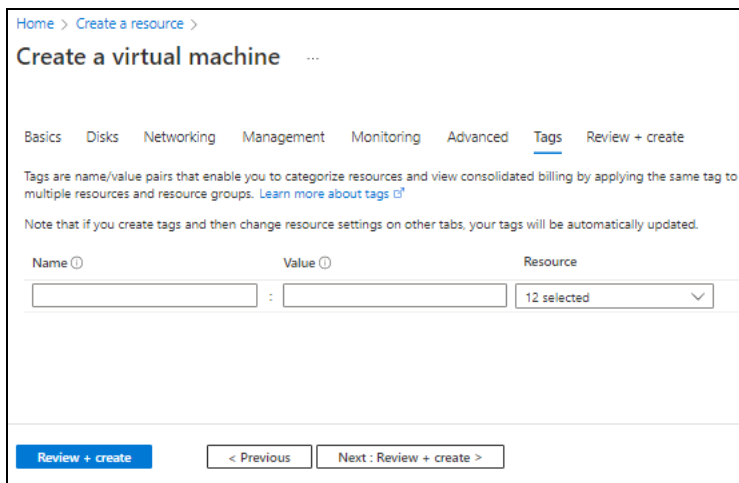 Home > Create a resource >
Create a virtual machine ...
Basics Disks Networking Management Monitoring Advanced Tags Review + create
Tags are name/value pairs that enable you to categorize resources and view consolidated billing by applying the same tag to
multiple resources and resource groups. Learn more about tags
Note that if you create tags and then change resource settings on other tabs, your tags will be automatically updated.
Name Value Resource
: 12 selected
Review + create < Previous Next : Review + create >